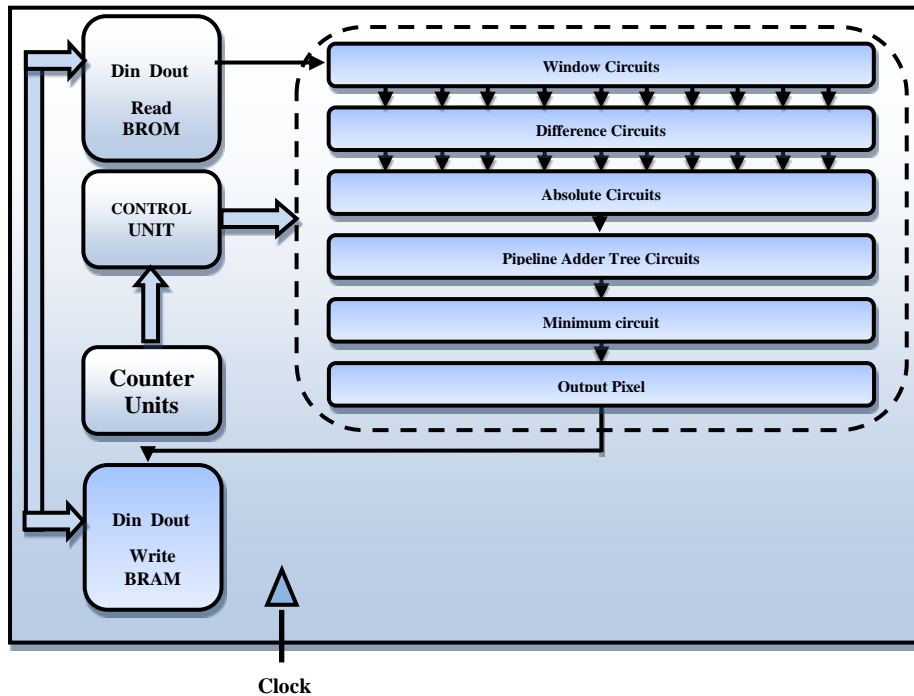 Din Dout
Read
BROM
Window Circuits
Difference Circuits
CONTROL
UNIT
Absolute Circuits
Pipeline Adder Tree Circuits
Minimum circuit
Counter
Units
Output Pixel
Din Dout
Write
BRAM
Clock